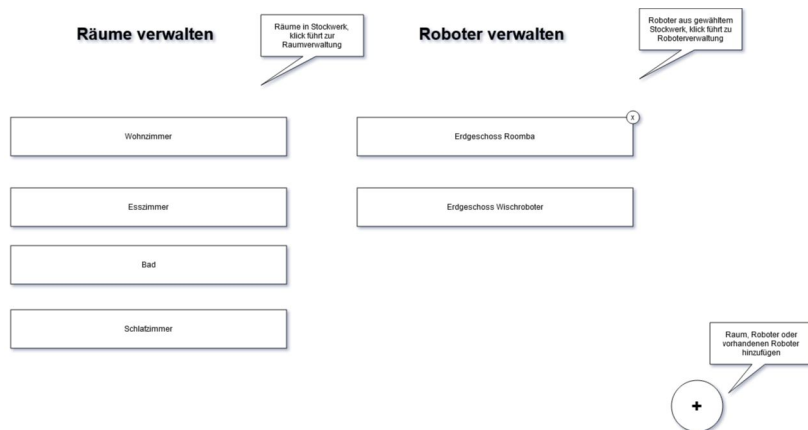 Räume verwalten
Räume in Stockwerk,
klick führt zur
Raumverwaltung
Roboter verwalten
Roboter aus gewähltem
Stockwerk, klick führt zu
Roboterverwaltung
Wohnzimmer
x
Erdgeschoss Roomba
Esszimmer
Erdgeschoss Wischroboter
Bad
Schlafzimmer
Raum, Roboter oder
vorhandenen Roboter
hinzufügen
+